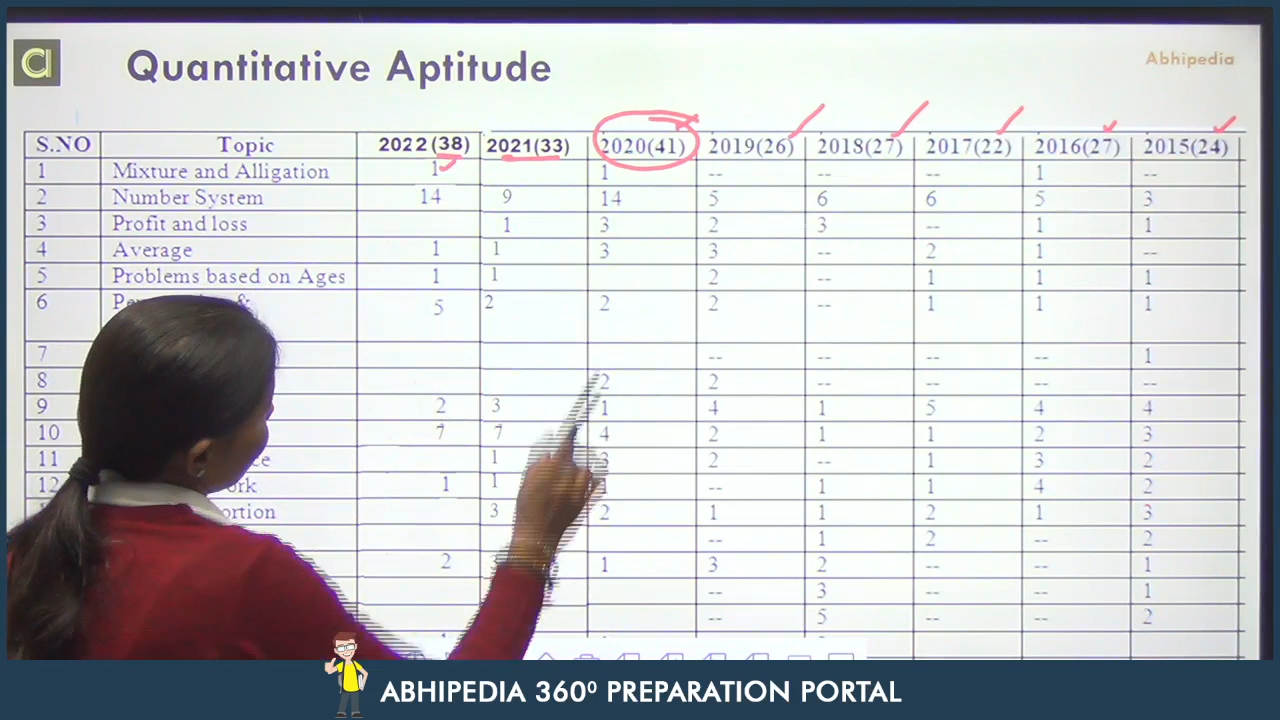 Quantitative Aptitude
Abhipedia
S.NO Topic 2022 (38) 2021(33) 2020(41) 2019(26) 2018(27) 2017(22) 2016(27) 2015(24)
1 Mixture and Alligation 1 1 -- -- -- 1 --
2 Number System 14 9 14 5 6 6 5 3
3 Profit and loss 1 3 2 3 -- 1 1
4 Average 1 1 3 3 -- 2 1 --
5 Problems based on Ages 1 1 2 -- 1 1 1
6 & 5 2 2 2 -- 1 1 1
7 -- -- -- -- 1
8 2 2 -- -- -- --
9 2 3 1 4 1 5 4 4
10 7 7 4 2 1 1 2 3
11 1 3 2 -- 1 3 2
12 1 1 1 -- 1 1 4 2
3 2 1 1 2 1 3
-- 1 2 -- 2
2 1 3 2 -- -- 1
-- 3 -- -- 1
-- 5 -- -- 2
ABHIPEDIA 360⁰ PREPARATION PORTAL